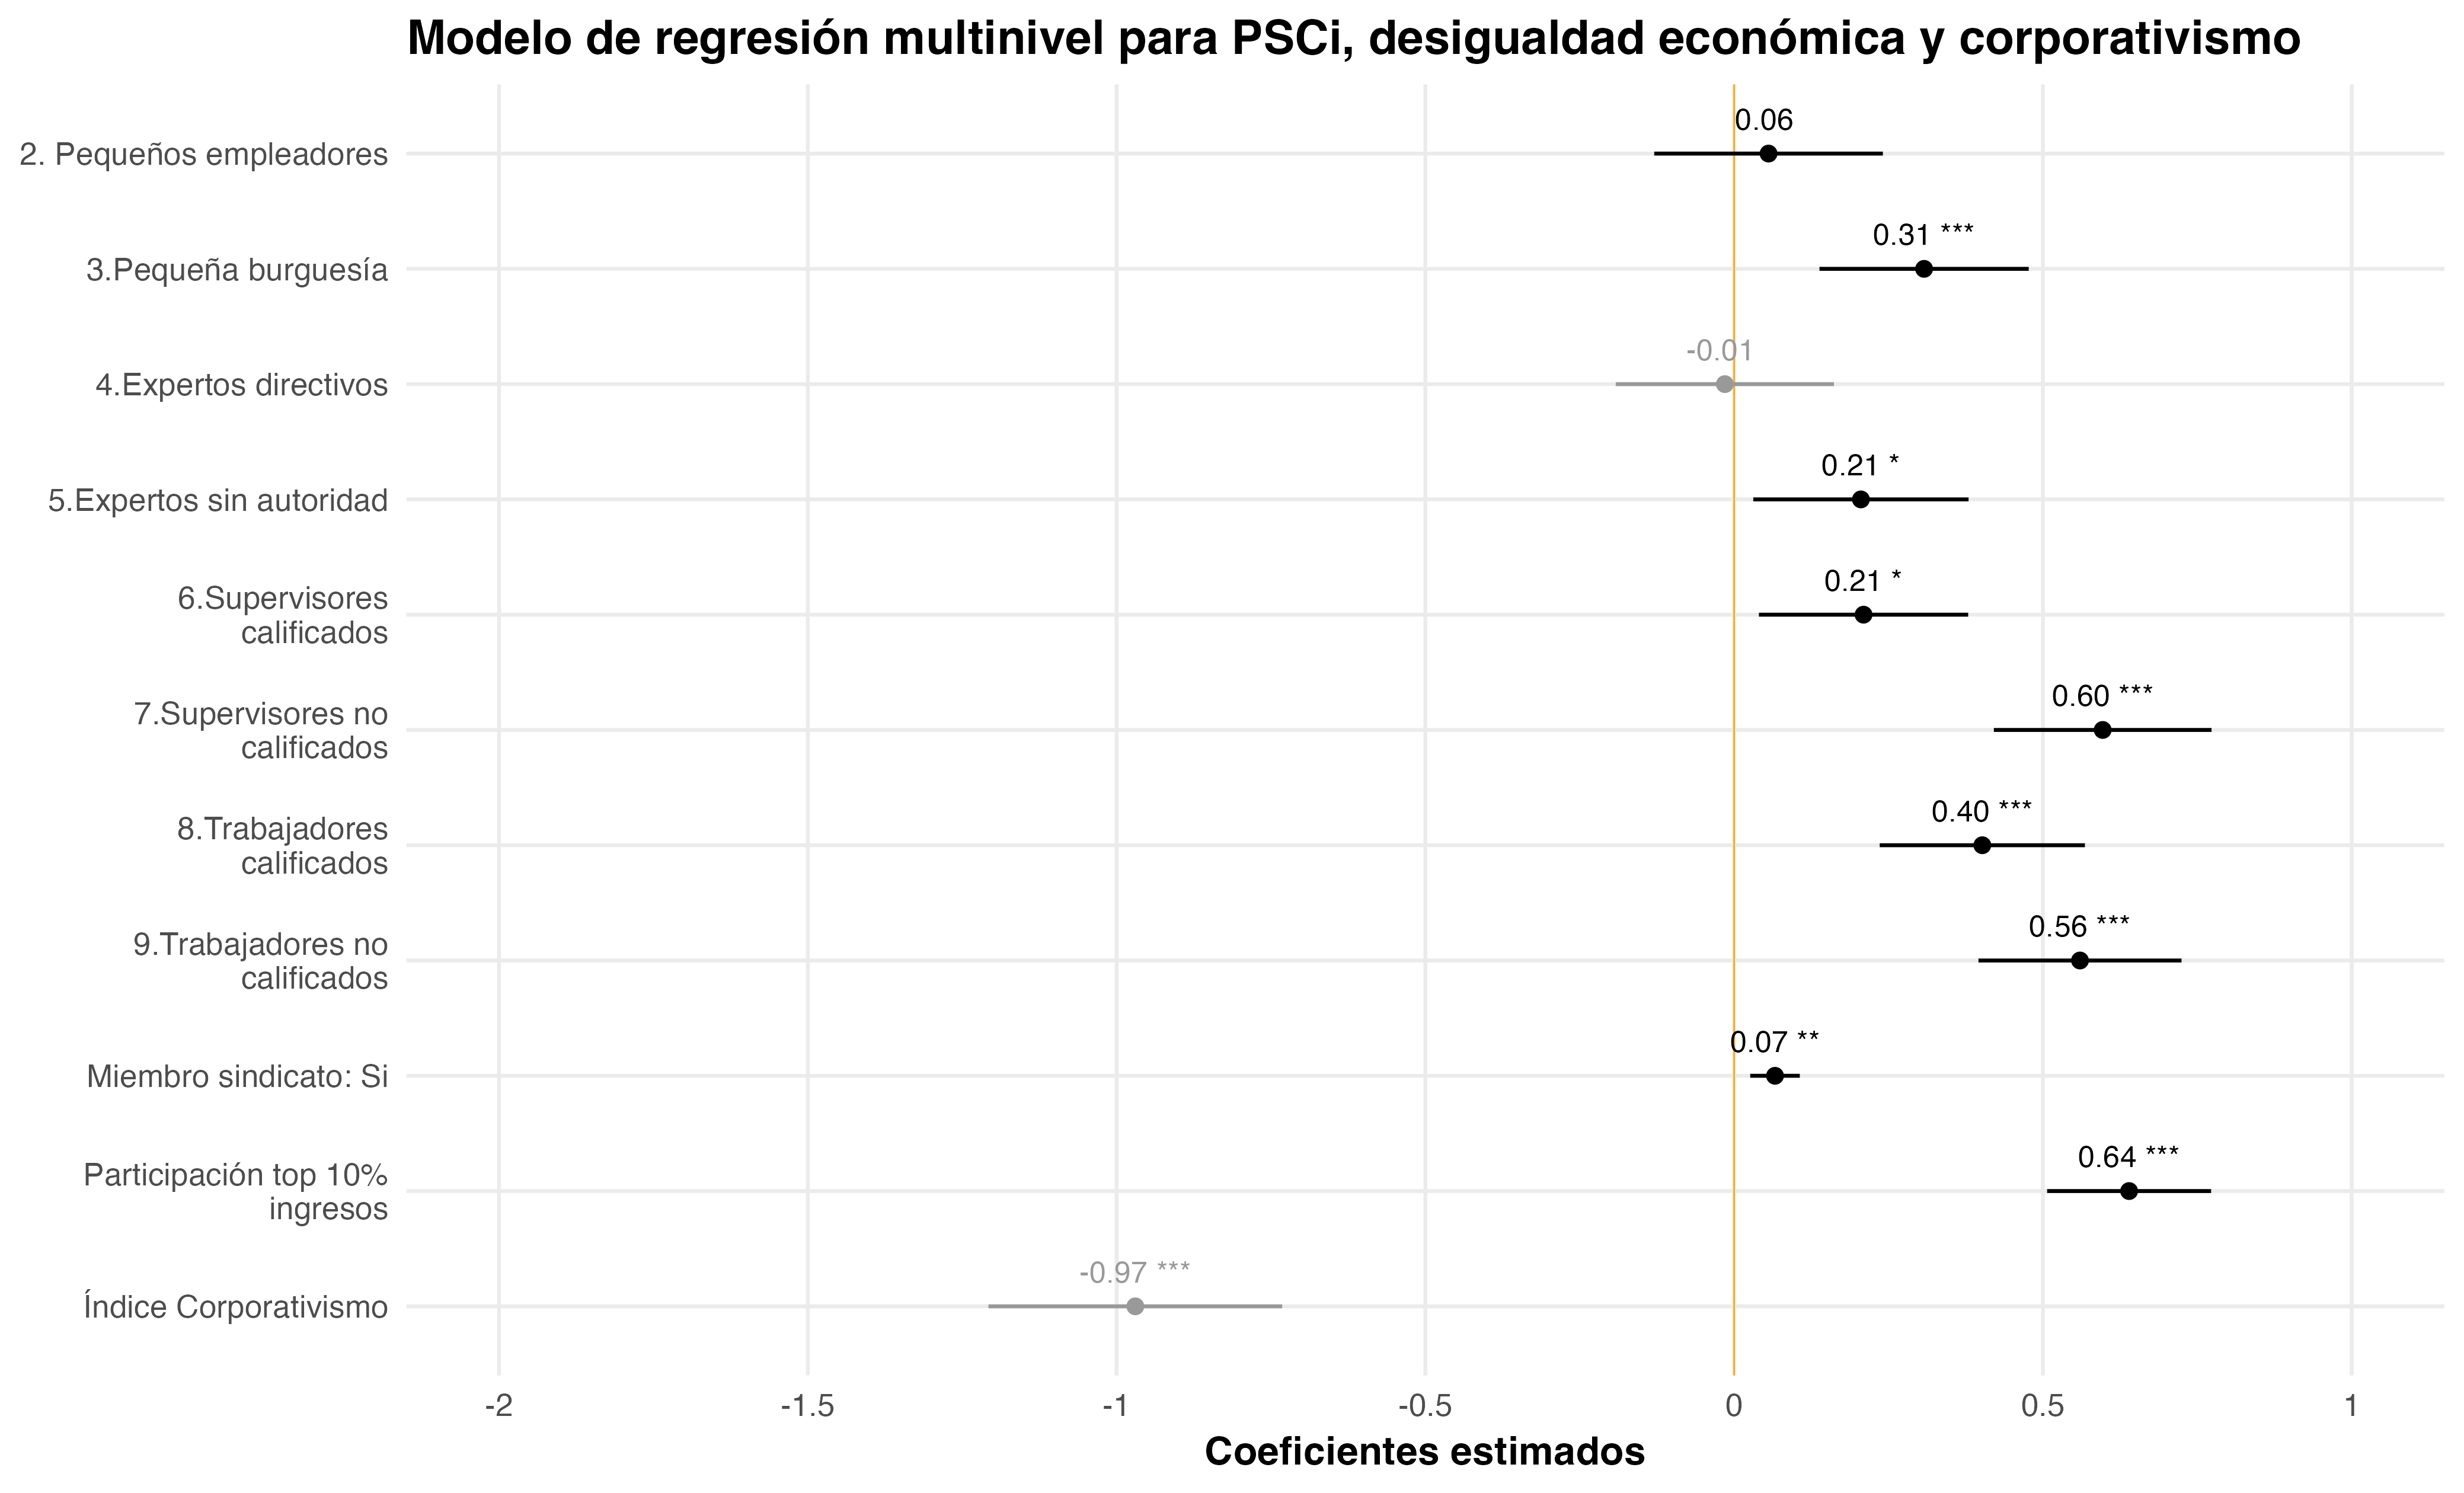 Modelo de regresión multinivel para PSCi, desigualdad económica y corporativismo
2. Pequeños empleadores
0.06
3.Pequeña burguesía
0.31 ***
4.Expertos directivos
-0.01
5.Expertos sin autoridad
0.21 *
6.Supervisores
calificados
0.21 *
7.Supervisores no
calificados
0.60 ***
8.Trabajadores
calificados
0.40 ***
9.Trabajadores no
calificados
0.56 ***
Miembro sindicato: Si
0.07 **
Participación top 10%
ingresos
0.64 ***
Índice Corporativismo
-0.97 ***
-2 -1.5 -1 -0.5 0 0.5 1
Coeficientes estimados